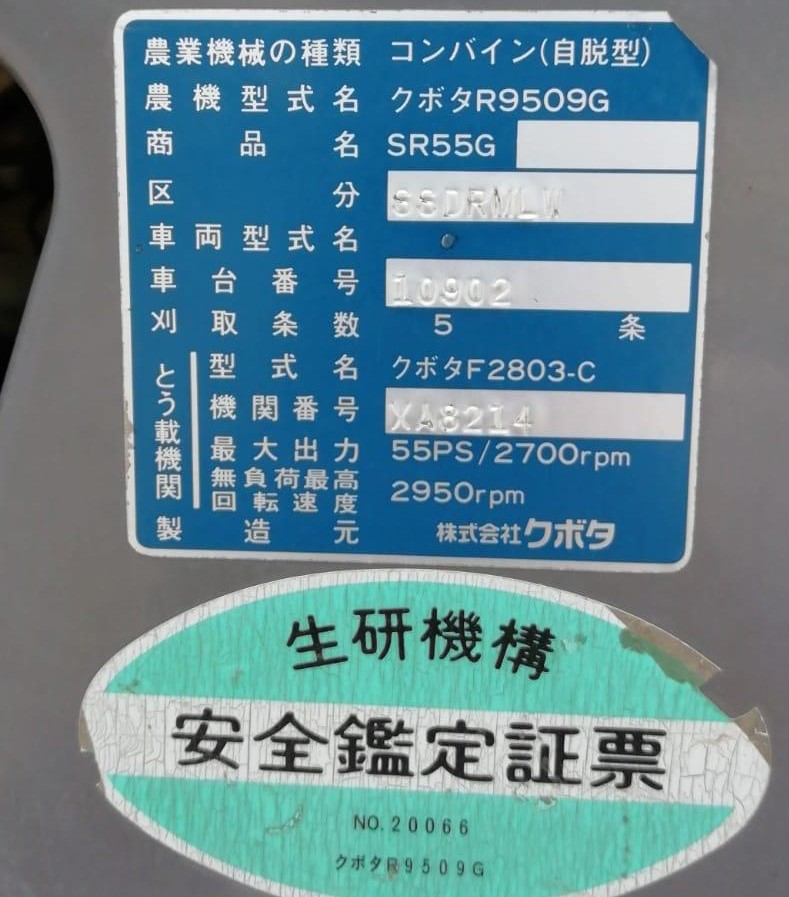 農業機械の種類 コンバイン(自脱型)
農機型式名 クボタR9509G
商品名 SR55G
区分 SSDRMLW
車両型式名
車台番号 10902
刈取条数 5 条
とう載機関
型式名 クボタF2803-C
機関番号 XA8214
最大出力 55PS/2700rpm
無負荷最高回転速度 2950rpm
製造元 株式会社クボタ
生研機構
安全鑑定証票
NO.20066
クボタR9509G